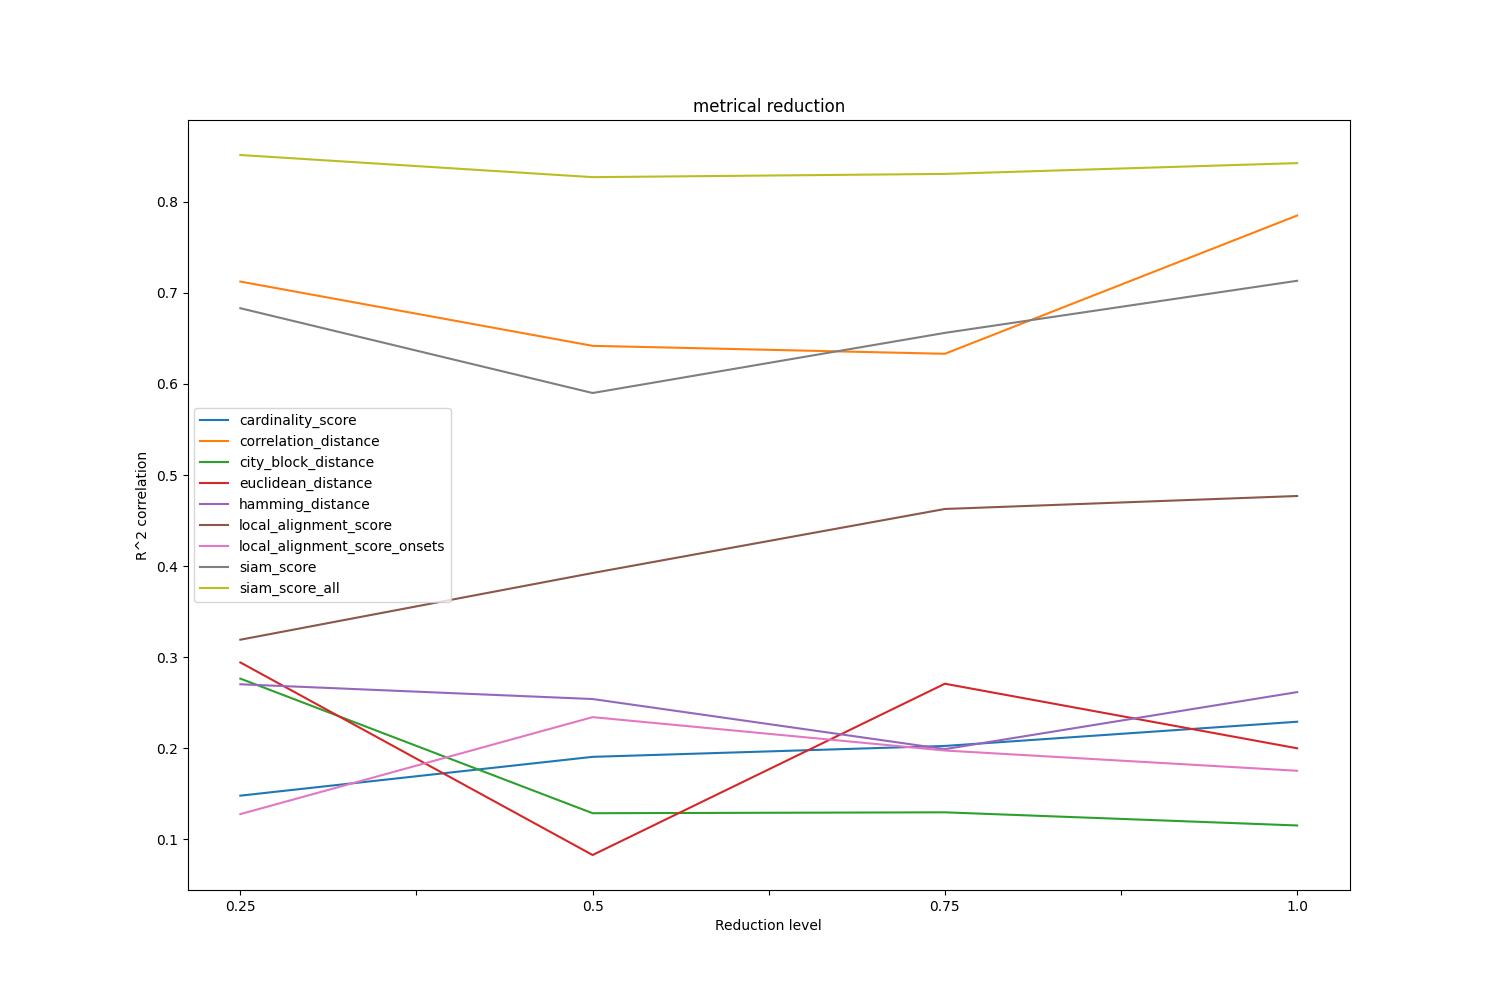 metrical reduction
0.8
0.7
0.6
0.5
0.4
0.3
0.2
0.1
R^2 correlation
cardinality_score
correlation_distance
city_block_distance
euclidean_distance
hamming_distance
local_alignment_score
local_alignment_score_onsets
siam_score
siam_score_all
0.25 0.5 0.75 1.0
Reduction level